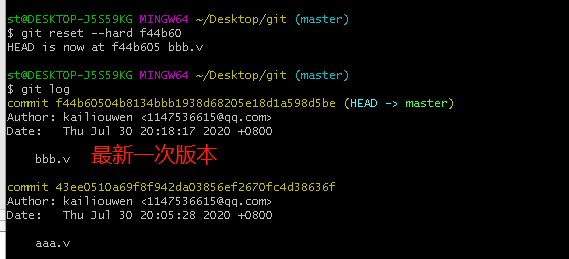 st@DESKTOP-J5S59KG MINGW64 ~/Desktop/git (master)
$ git reset --hard f44b60
HEAD is now at f44b605 bbb.v
st@DESKTOP-J5S59KG MINGW64 ~/Desktop/git (master)
$ git log
commit f44b60504b8134bbb1938d68205e18d1a598d5be (HEAD -> master)
Author: kailiouwen <1147536615@qq.com>
Date:   Thu Jul 30 20:18:17 2020 +0800
bbb.v 最新一次版本
commit 43ee0510a69f8f942da03856ef2670fc4d38636f
Author: kailiouwen <1147536615@qq.com>
Date:   Thu Jul 30 20:05:28 2020 +0800
aaa.v